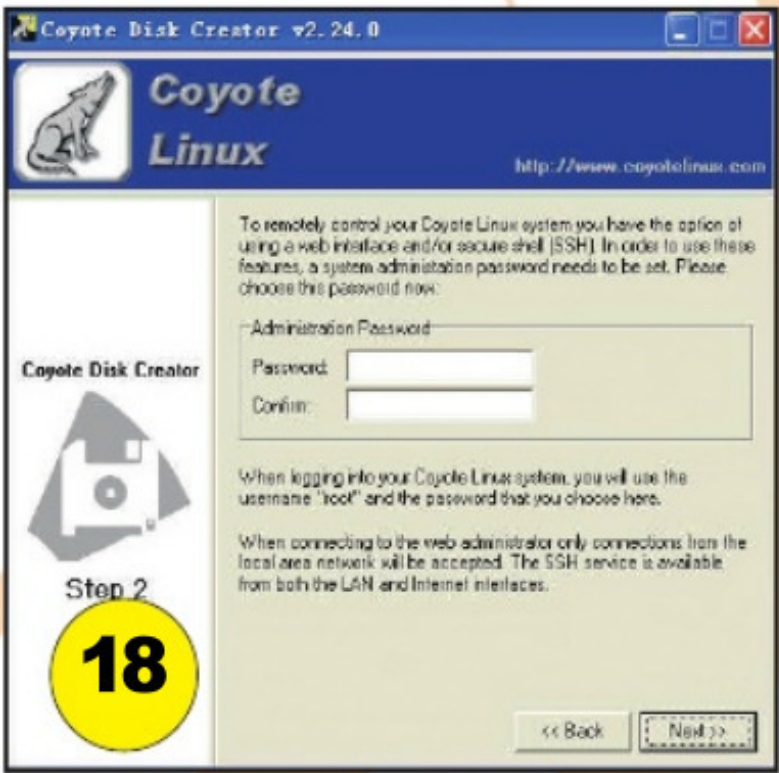 Coyote Disk Creator v2.24.0
Coyote
Linux
http://www.coyotelinux.com
To remotely control your Coyote Linux system you have the option of
using a web interface and/or secure shell (SSH). In order to use these
features, a system administation password needs to be set. Please
choose this password now:
Administration Password
Password:
Confirm:
Coyote Disk Creator
When logging into your Coyote Linux system, you will use the
username "root" and the password that you choose here.
When connecting to the web administrator only connections from the
local area network will be accepted. The SSH service is available
from both the LAN and Internet interfaces.
Step 2
18
<< Back
Next >>